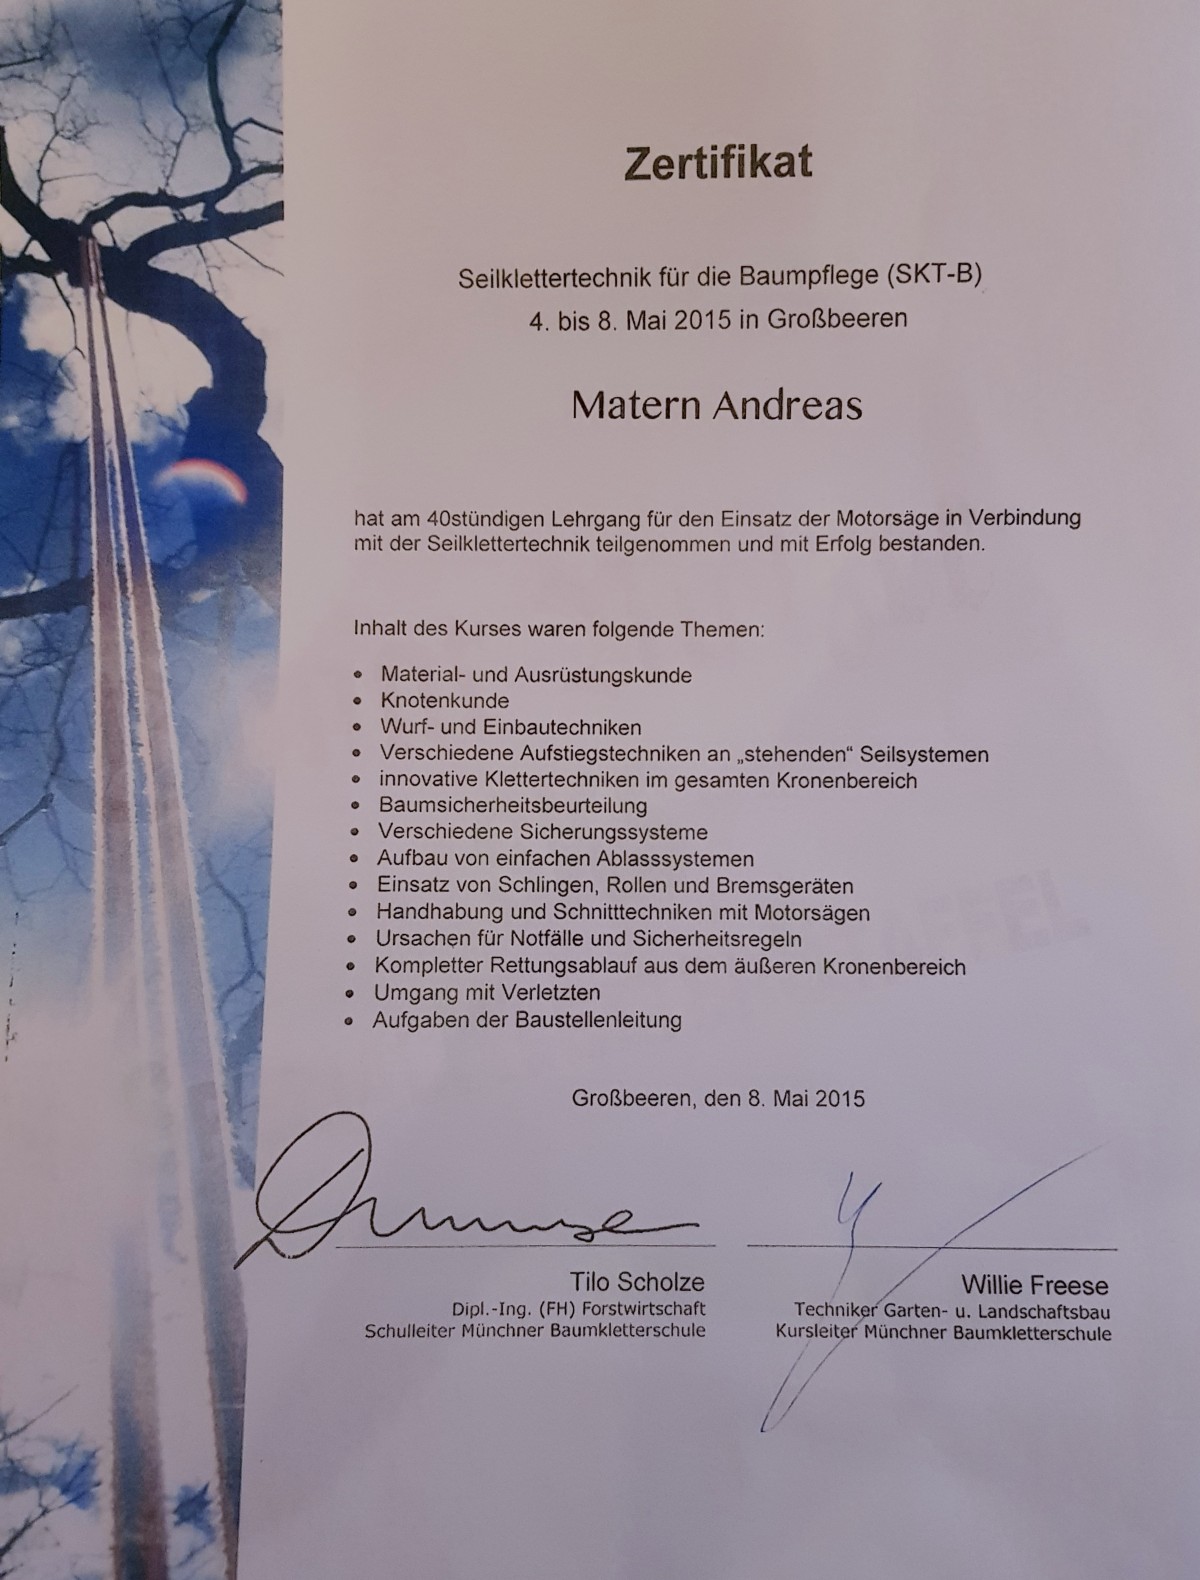 Zertifikat
Seilklettertechnik für die Baumpflege (SKT-B)
4. bis 8. Mai 2015 in Großbeeren
Matern Andreas
hat am 40stündigen Lehrgang für den Einsatz der Motorsäge in Verbindung
mit der Seilklettertechnik teilgenommen und mit Erfolg bestanden.
Inhalt des Kurses waren folgende Themen:
• Material- und Ausrüstungskunde
• Knotenkunde
• Wurf- und Einbautechniken
• Verschiedene Aufstiegstechniken an „stehenden“ Seilsystemen
• innovative Klettertechniken im gesamten Kronenbereich
• Baumsicherheitsbeurteilung
• Verschiedene Sicherungssysteme
• Aufbau von einfachen Ablasssystemen
• Einsatz von Schlingen, Rollen und Bremsgeräten
• Handhabung und Schnitttechniken mit Motorsägen
• Ursachen für Notfälle und Sicherheitsregeln
• Kompletter Rettungsablauf aus dem äußeren Kronenbereich
• Umgang mit Verletzten
• Aufgaben der Baustellenleitung
Großbeeren, den 8. Mai 2015
Tilo Scholze
Dipl.-Ing. (FH) Forstwirtschaft
Schulleiter Münchner Baumkletterschule
Willie Freese
Techniker Garten- u. Landschaftsbau
Kursleiter Münchner Baumkletterschule